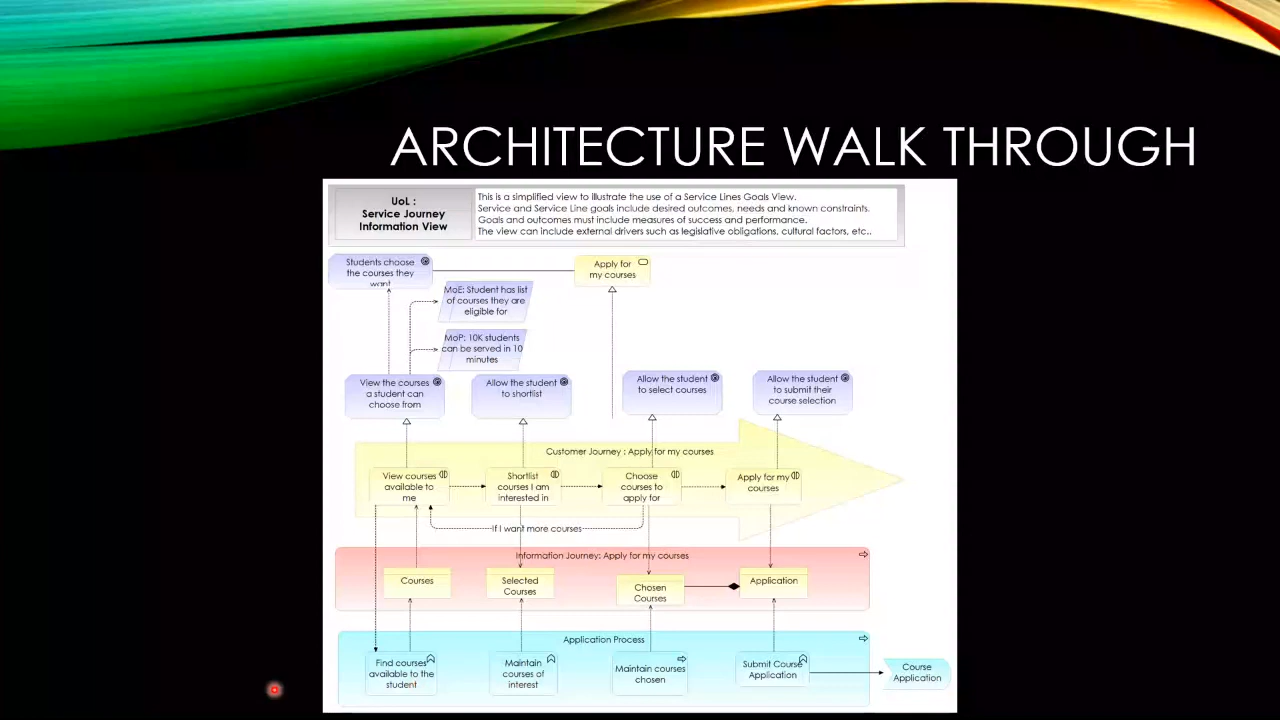 ARCHITECTURE WALK THROUGH
UoL :
Service Journey
Information View
This is a simplified view to illustrate the use of a Service Lines Goals View.
Service and Service Line goals include desired outcomes, needs and known constraints.
Goals and outcomes must include measures of success and performance.
The view can include external drivers such as legislative obligations, cultural factors, etc..
Students choose
the courses they
want
Apply for
my courses
MoE: Student has list
of courses they are
eligible for
MoP: 10K students
can be served in 10
minutes
View the courses
a student can
choose from
Allow the student
to shortlist
Allow the student
to select courses
Allow the student
to submit their
course selection
Customer Journey : Apply for my courses
View courses
available to
me
Shortlist
courses I am
interested in
Choose
courses to
apply for
Apply for my
courses
If I want more courses
Information Journey: Apply for my courses
Courses
Selected
Courses
Chosen
Courses
Application
Application Process
Find courses
available to the
student
Maintain
courses of
interest
Maintain courses
chosen
Submit Course
Application
Course
Application